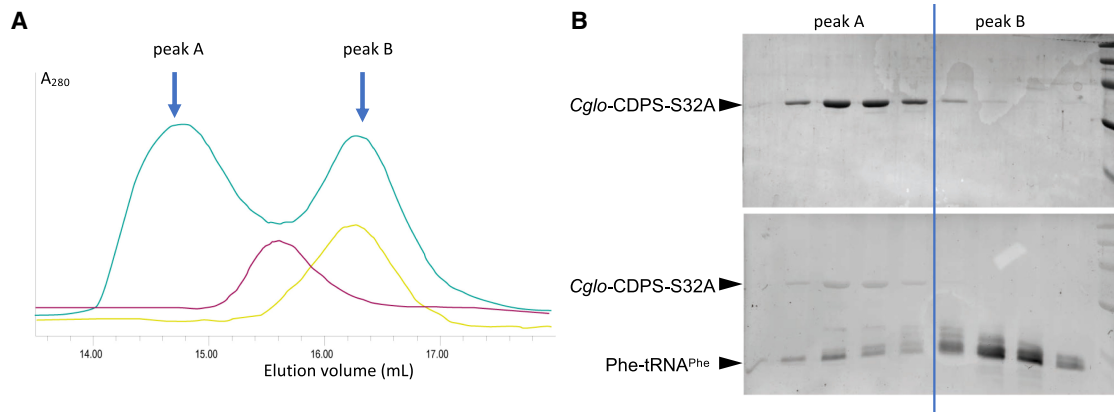 A
peak A
peak B
A280
14.00
15.00
16.00
17.00
Elution volume (mL)
B
peak A
peak B
Cglo-CDPS-S32A
Cglo-CDPS-S32A
Phe-tRNAPhe